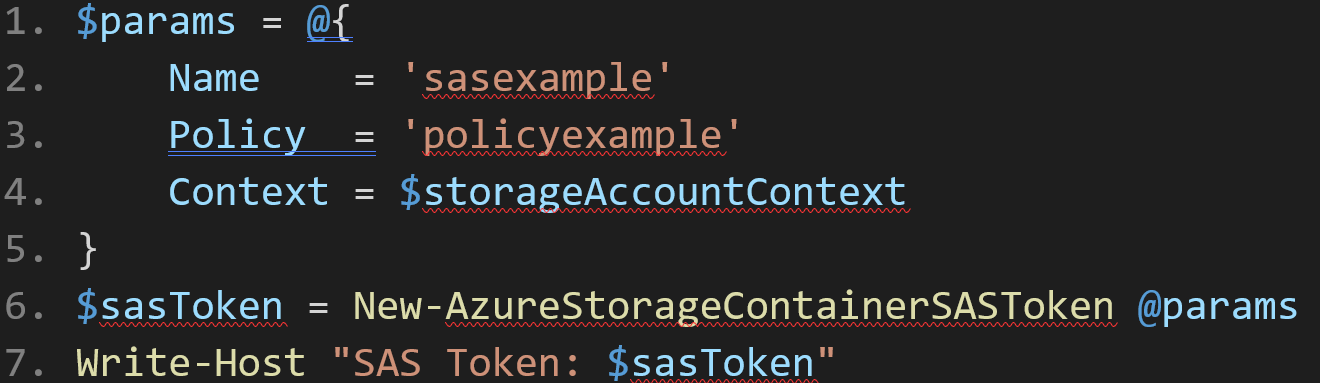 1. $params = @{
2.     Name    = 'sasexample'
3.     Policy  = 'policyexample'
4.     Context = $storageAccountContext
5. }
6. $sasToken = New-AzureStorageContainerSASToken @params
7. Write-Host "SAS Token: $sasToken"